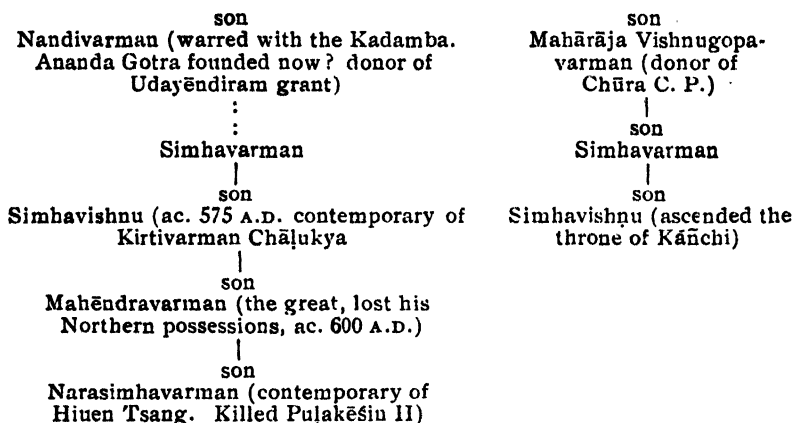 son
Nandivarman (warred with the Kadamba.
Ananda Gotra founded now? donor of
Udayēndiram grant)
:
:
Simhavarman
|
son
Simhavishnu (ac. 575 A.D. contemporary of
Kirtivarman Chāḷukya
|
son
Mahēndravarman (the great, lost his
Northern possessions, ac. 600 A.D.)
|
son
Narasimhavarman (contemporary of
Hiuen Tsang. Killed Puḷakēśin II)
son
Mahārāja Vishnugopa-
varman (donor of
Chūra C. P.)
|
son
Simhavarman
|
son
Simhavishṇu (ascended the
throne of Káñchi)